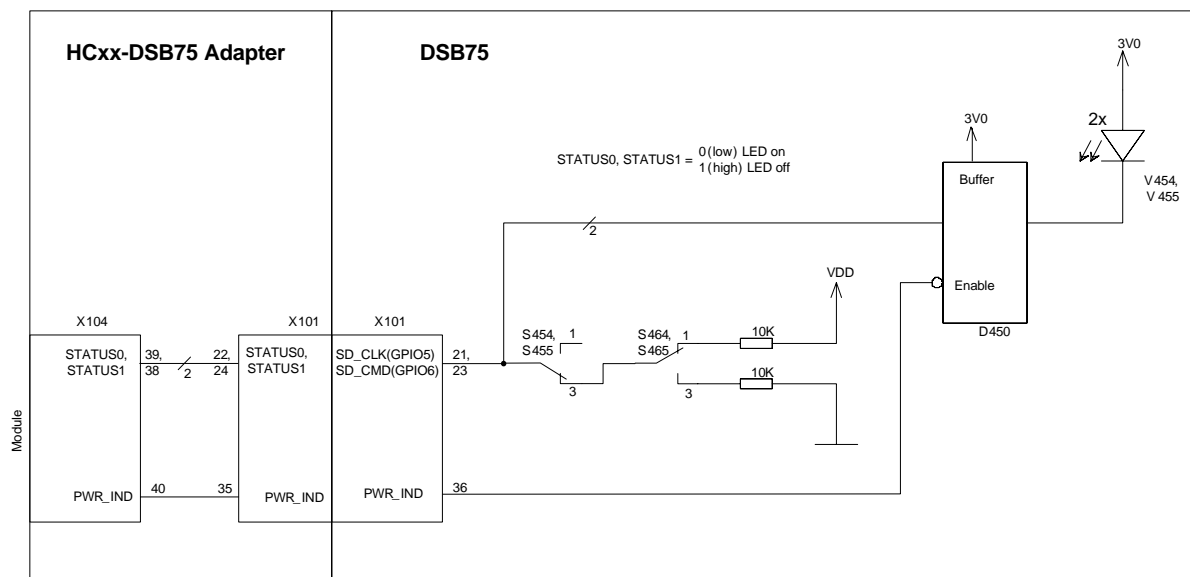 HCxx-DSB75 Adapter
DSB75
3V0
3V0
2x
STATUS0, STATUS1 = 0(low) LED on
1(high) LED off
Buffer
V454,
V455
2
VDD
Enable
D450
X104
X101
X101
S454,
S455
1
S464,
S465
1
10K
STATUS0,
STATUS1
39,
38
2
22,
24
STATUS0,
STATUS1
SD_CLK(GPIO5)
SD_CMD(GPIO6)
21,
23
3
3
10K
Module
PWR_IND
40
35
PWR_IND
PWR_IND
36